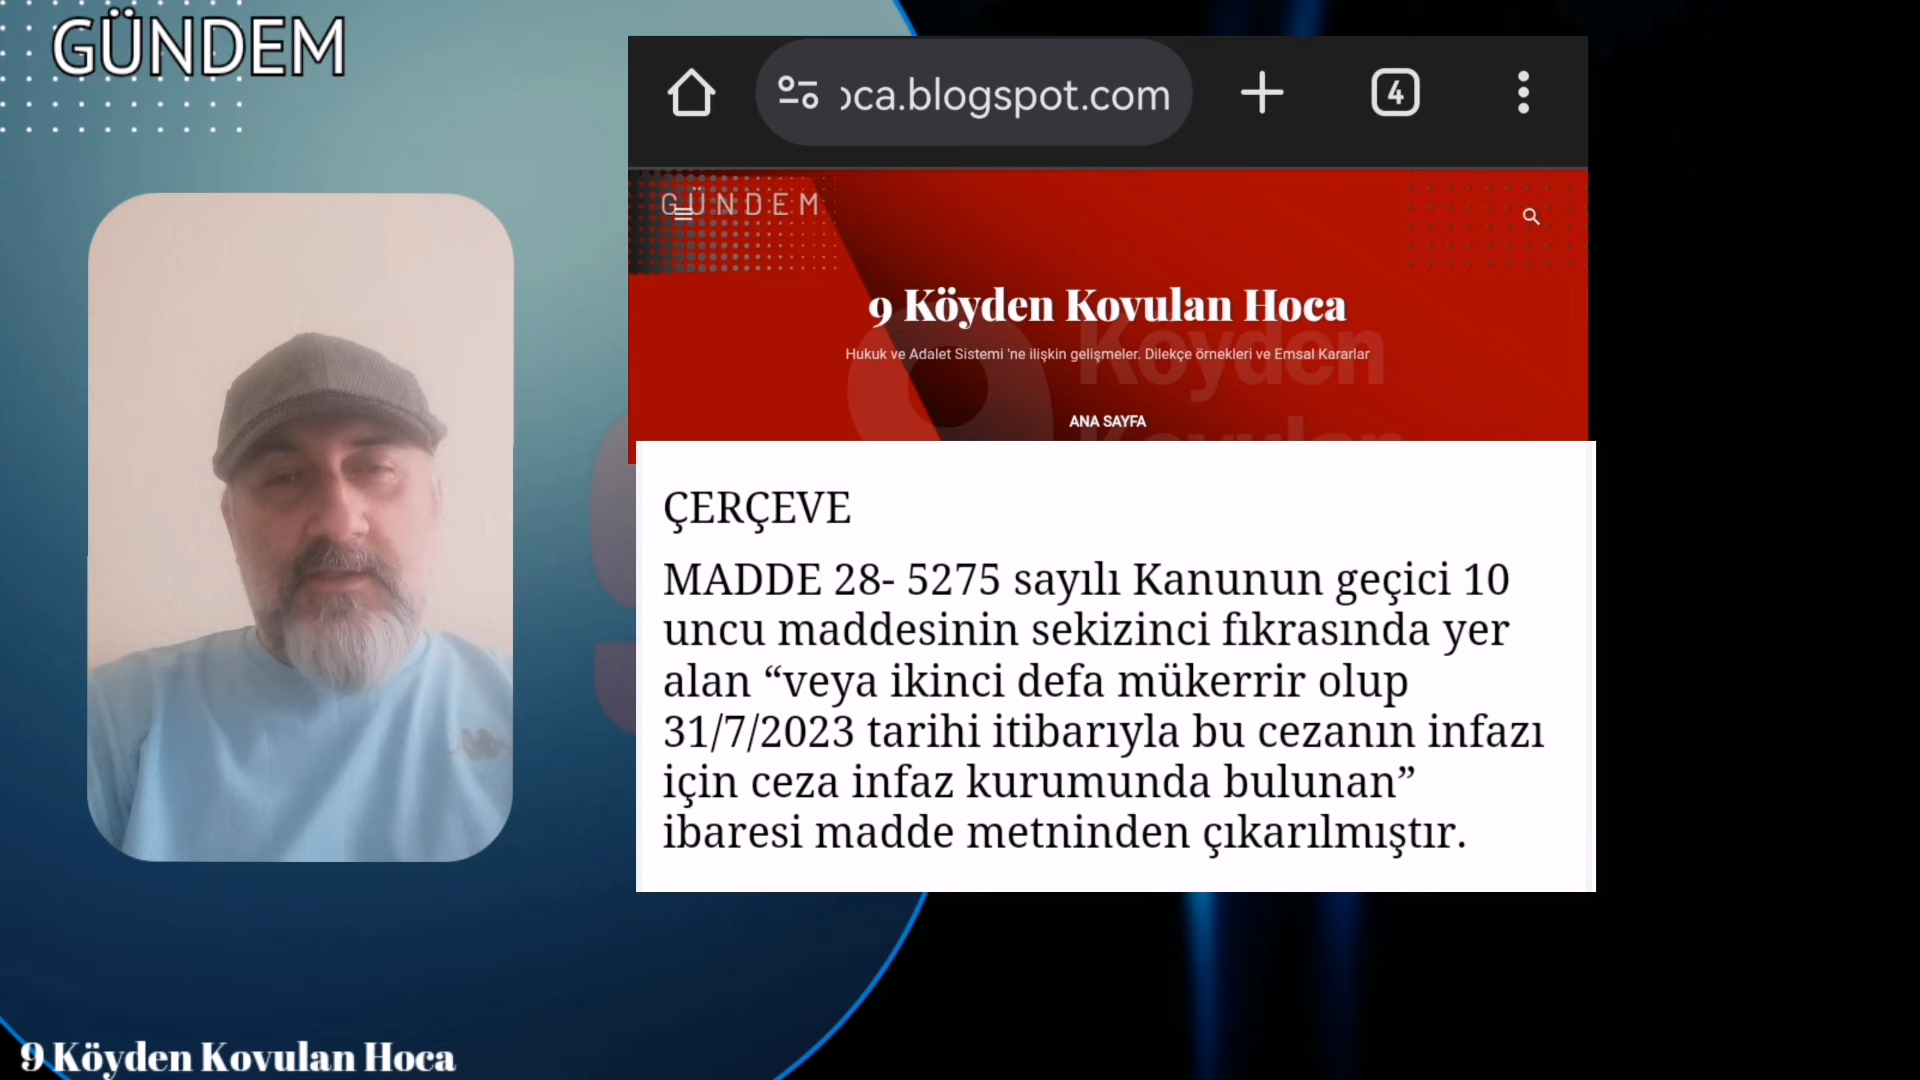 GÜNDEM
oca.blogspot.com
4
GÜNDEM
9 Köyden Kovulan Hoca
Hukuk ve Adalet Sistemi 'ne ilişkin gelişmeler. Dilekçe örnekleri ve Emsal Kararlar
Köyden
Kovulan
ANA SAYFA
ÇERÇEVE
MADDE 28- 5275 sayılı Kanunun geçici 10
uncu maddesinin sekizinci fıkrasında yer
alan “veya ikinci defa mükerrir olup
31/7/2023 tarihi itibarıyla bu cezanın infazı
için ceza infaz kurumunda bulunan”
ibaresi madde metninden çıkarılmıştır.
9 Köyden Kovulan Hoca